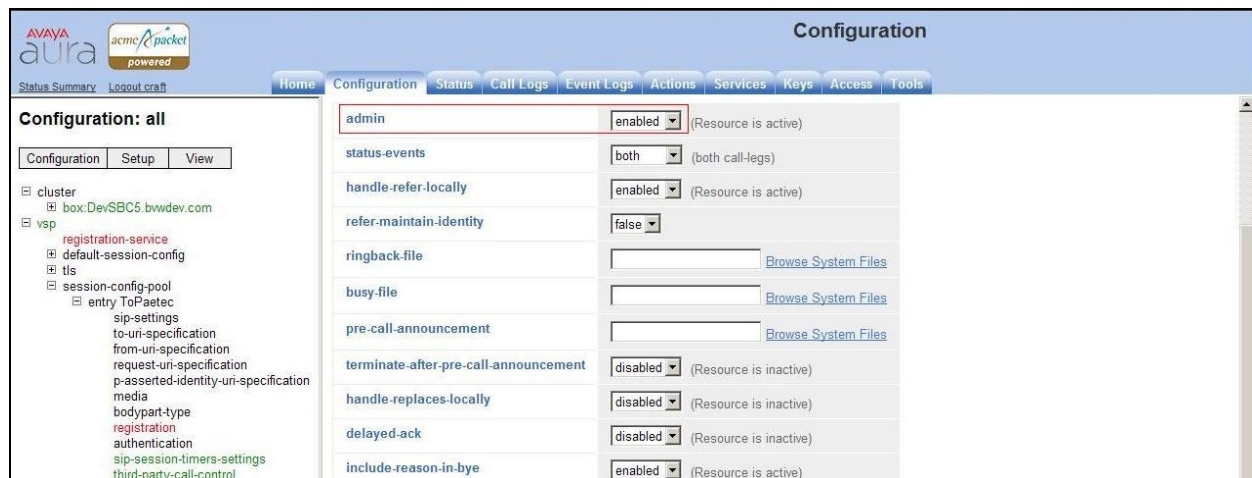 AVAYA
aura
acme packet
powered
Configuration
Status Summary Logout craft
Home Configuration Status Call Logs Event Logs Actions Services Keys Access Tools
Configuration: all
Configuration Setup View
cluster
box:DevSBC5.bvwdev.com
vsp
registration-service
default-session-config
tls
session-config-pool
entry ToPaetec
sip-settings
to-uri-specification
from-uri-specification
request-uri-specification
p-asserted-identity-uri-specification
media
bodypart-type
registration
authentication
sip-session-timers-settings
third-party-call-control
admin enabled (Resource is active)
status-events both (both call-legs)
handle-refer-locally enabled (Resource is active)
refer-maintain-identity false
ringback-file Browse System Files
busy-file Browse System Files
pre-call-announcement Browse System Files
terminate-after-pre-call-announcement disabled (Resource is inactive)
handle-replaces-locally disabled (Resource is inactive)
delayed-ack disabled (Resource is inactive)
include-reason-in-bye enabled (Resource is active)